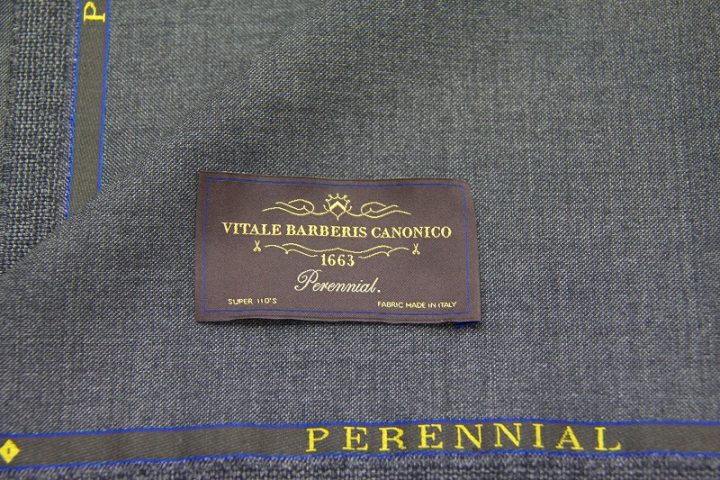 P
VITALE BARBERIS CANONICO
1663
Perennial.
SUPER 110'S
FABRIC MADE IN ITALY
PERENNIAL